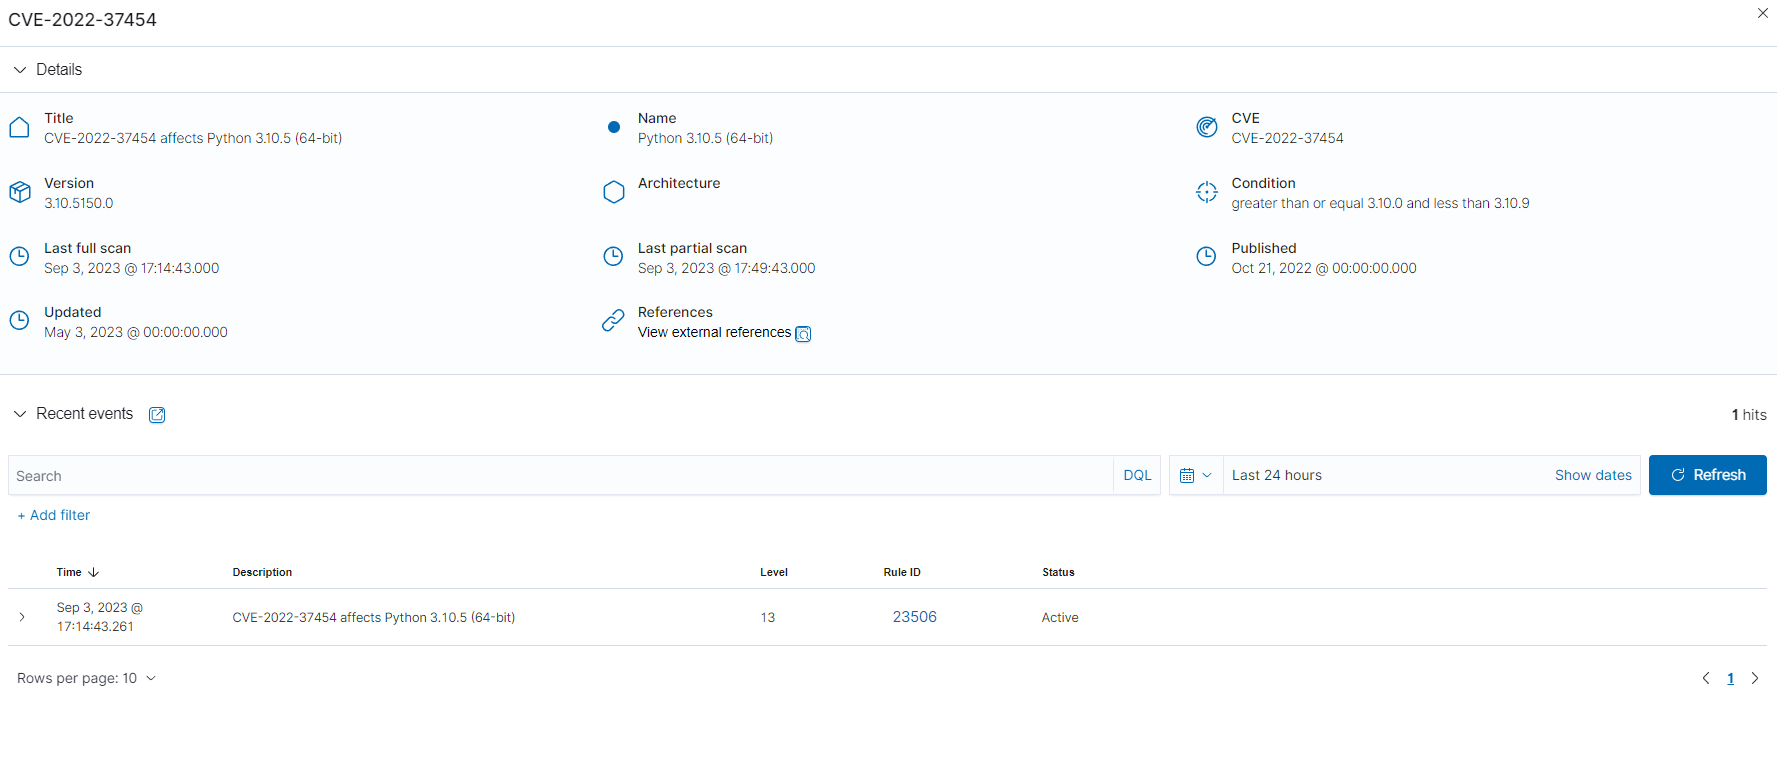 CVE-2022-37454
Details
Title
CVE-2022-37454 affects Python 3.10.5 (64-bit)
Name
Python 3.10.5 (64-bit)
CVE
CVE-2022-37454
Version
3.10.5150.0
Architecture
Condition
greater than or equal 3.10.0 and less than 3.10.9
Last full scan
Sep 3, 2023 @ 17:14:43.000
Last partial scan
Sep 3, 2023 @ 17:49:43.000
Published
Oct 21, 2022 @ 00:00:00.000
Updated
May 3, 2023 @ 00:00:00.000
References
View external references
Recent events
1 hits
Search DQL Last 24 hours Show dates Refresh
+ Add filter
Time Description Level Rule ID Status
Sep 3, 2023 @
17:14:43.261
CVE-2022-37454 affects Python 3.10.5 (64-bit) 13 23506 Active
Rows per page: 10 1